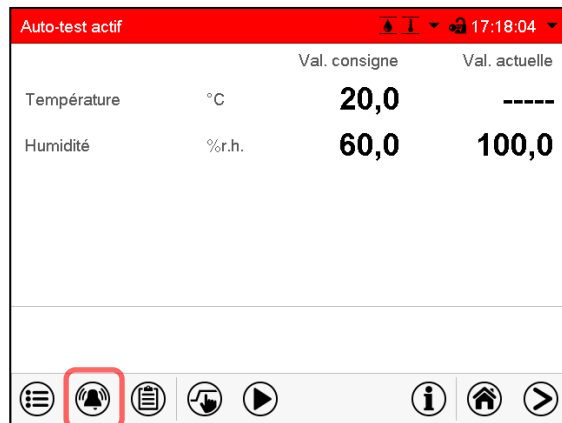 Auto-test actif 17:18:04
Val. consigne Val. actuelle
Température °C 20,0 -----
Humidité %r.h. 60,0 100,0